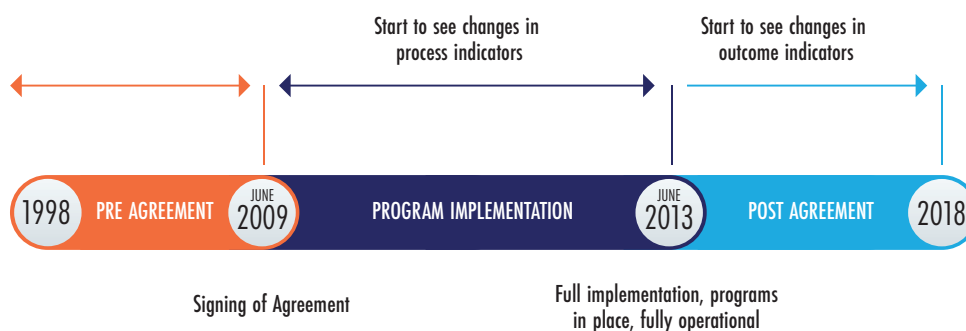 Start to see changes in
process indicators
Start to see changes in
outcome indicators
1998
PRE AGREEMENT
JUNE
2009
PROGRAM IMPLEMENTATION
JUNE
2013
POST AGREEMENT
2018
Signing of Agreement
Full implementation, programs
in place, fully operational